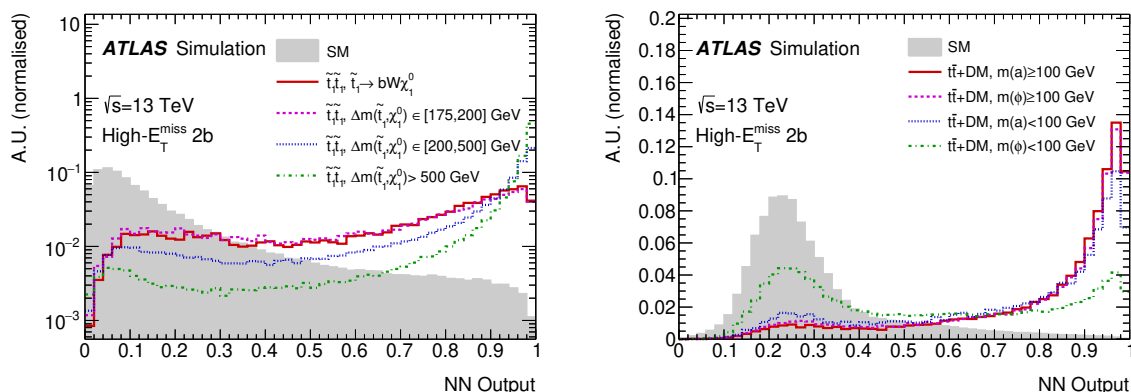 A.U. (normalised)
10
1
10⁻¹
10⁻²
10⁻³
ATLAS Simulation
√s=13 TeV
High-E_T^miss 2b
SM
t̃₁t̃₁, t̃₁→ bWχ̃₁⁰
t̃₁t̃₁, Δm(t̃₁,χ̃₁⁰) ∈ [175,200] GeV
t̃₁t̃₁, Δm(t̃₁,χ̃₁⁰) ∈ [200,500] GeV
t̃₁t̃₁, Δm(t̃₁,χ̃₁⁰)> 500 GeV
0 0.1 0.2 0.3 0.4 0.5 0.6 0.7 0.8 0.9 1
NN Output
A.U. (normalised)
0.2
0.18
0.16
0.14
0.12
0.10
0.08
0.06
0.04
0.02
0
ATLAS Simulation
√s=13 TeV
High-E_T^miss 2b
SM
tt̄+DM, m(a)≥100 GeV
tt̄+DM, m(ϕ)≥100 GeV
tt̄+DM, m(a)<100 GeV
tt̄+DM, m(ϕ)<100 GeV
0 0.1 0.2 0.3 0.4 0.5 0.6 0.7 0.8 0.9 1
NN Output